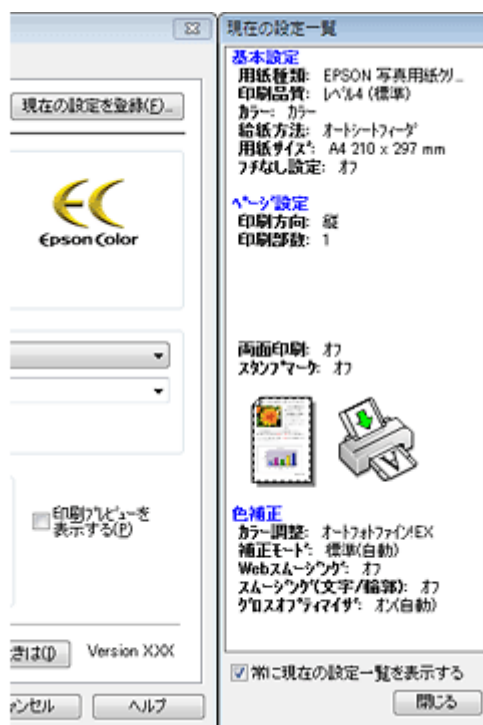 現在の設定を登録(E)...
Epson Color
印刷プレビューを
表示する(P)
きは(I)
Version XXX
ャンセル
ヘルプ
現在の設定一覧
基本設定
用紙種類: EPSON 写真用紙クリ...
印刷品質: レベル4 (標準)
カラー: カラー
給紙方法: オートシートフィーダ
用紙サイズ: A4 210 x 297 mm
フチなし設定: オフ
ページ設定
印刷方向: 縦
印刷部数: 1
両面印刷: オフ
スタンプマーク: オフ
色補正
カラー調整: オートフォトファイン!EX
補正モード: 標準(自動)
Webスムージング: オフ
スムージング(文字/輪郭): オフ
グロスオプティマイザ: オン(自動)
常に現在の設定一覧を表示する
閉じる